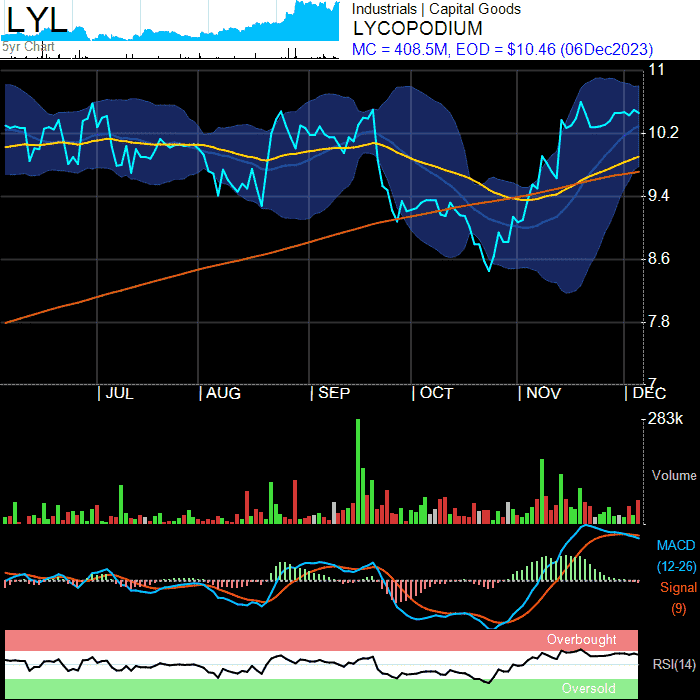 LYL
5yr Chart
Industrials | Capital Goods
LYCOPODIUM
MC = 408.5M, EOD = $10.46 (06Dec2023)
11
10.2
9.4
8.6
7.8
7
| JUL | AUG | SEP | OCT | NOV | DEC
283k
Volume
MACD
(12-26)
Signal
(9)
Overbought
RSI(14)
Oversold